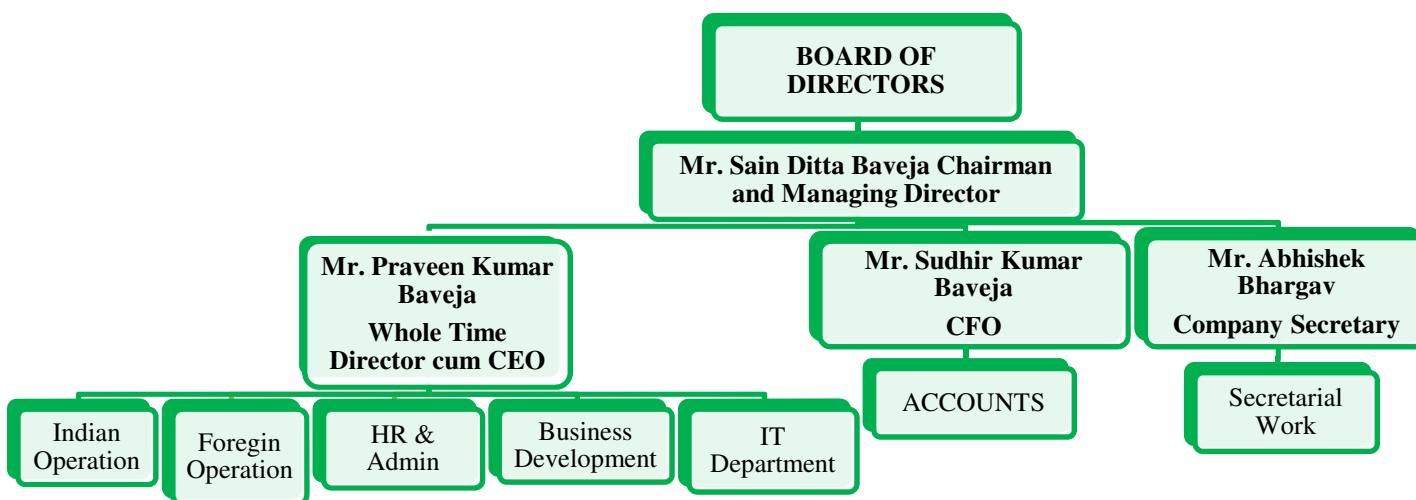 BOARD OF
DIRECTORS
Mr. Sain Ditta Baveja Chairman
and Managing Director
Mr. Praveen Kumar
Baveja
Whole Time
Director cum CEO
Mr. Sudhir Kumar
Baveja
CFO
Mr. Abhishek
Bhargav
Company Secretary
Indian
Operation
Foregin
Operation
HR &
Admin
Business
Development
IT
Department
ACCOUNTS
Secretarial
Work